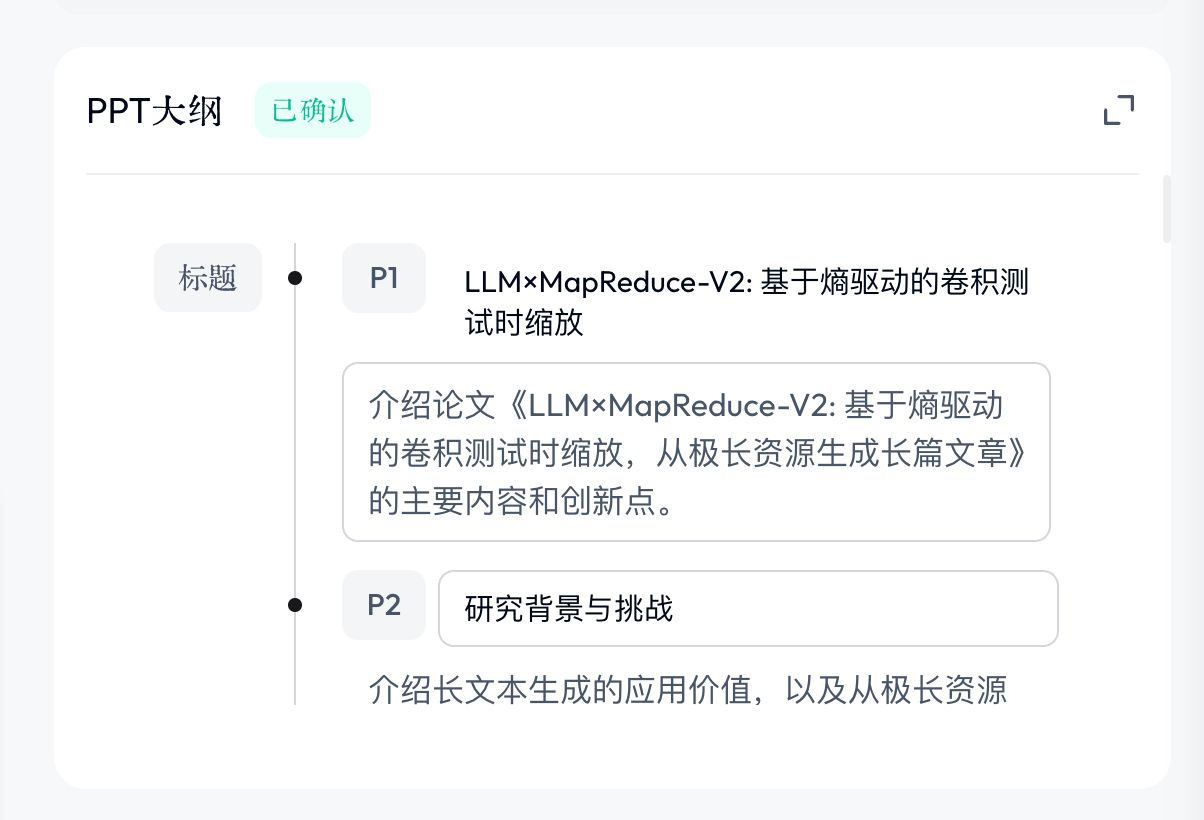 PPT大纲 已确认
标题 P1 LLM×MapReduce-V2: 基于熵驱动的卷积测
试时缩放
介绍论文《LLM×MapReduce-V2: 基于熵驱动
的卷积测试时缩放，从极长资源生成长篇文章》
的主要内容和创新点。
P2 研究背景与挑战
介绍长文本生成的应用价值，以及从极长资源